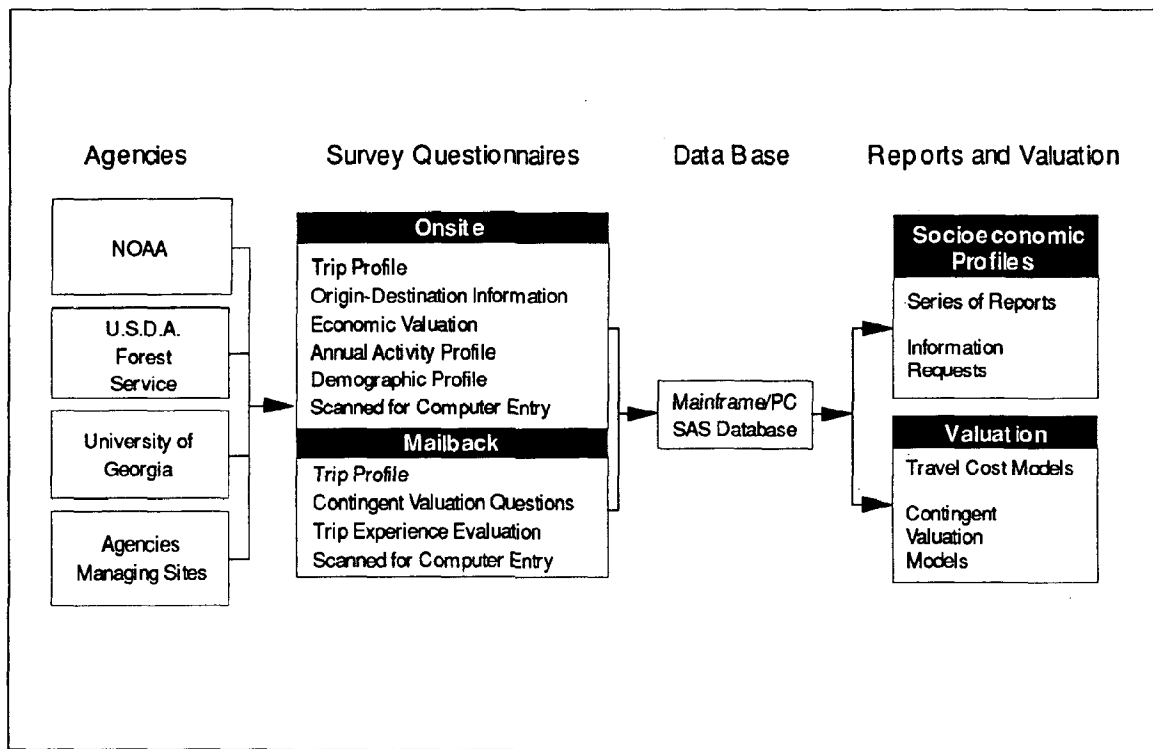 Agencies
Survey Questionnaires
Data Base
Reports and Valuation
NOAA
U.S.D.A.
Forest
Service
University of
Georgia
Agencies
Managing Sites
Onsite
Trip Profile
Origin-Destination Information
Economic Valuation
Annual Activity Profile
Demographic Profile
Scanned for Computer Entry
Mailback
Trip Profile
Contingent Valuation Questions
Trip Experience Evaluation
Scanned for Computer Entry
Mainframe/PC
SAS Database
Socioeconomic
Profiles
Series of Reports
Information
Requests
Valuation
Travel Cost Models
Contingent
Valuation
Models